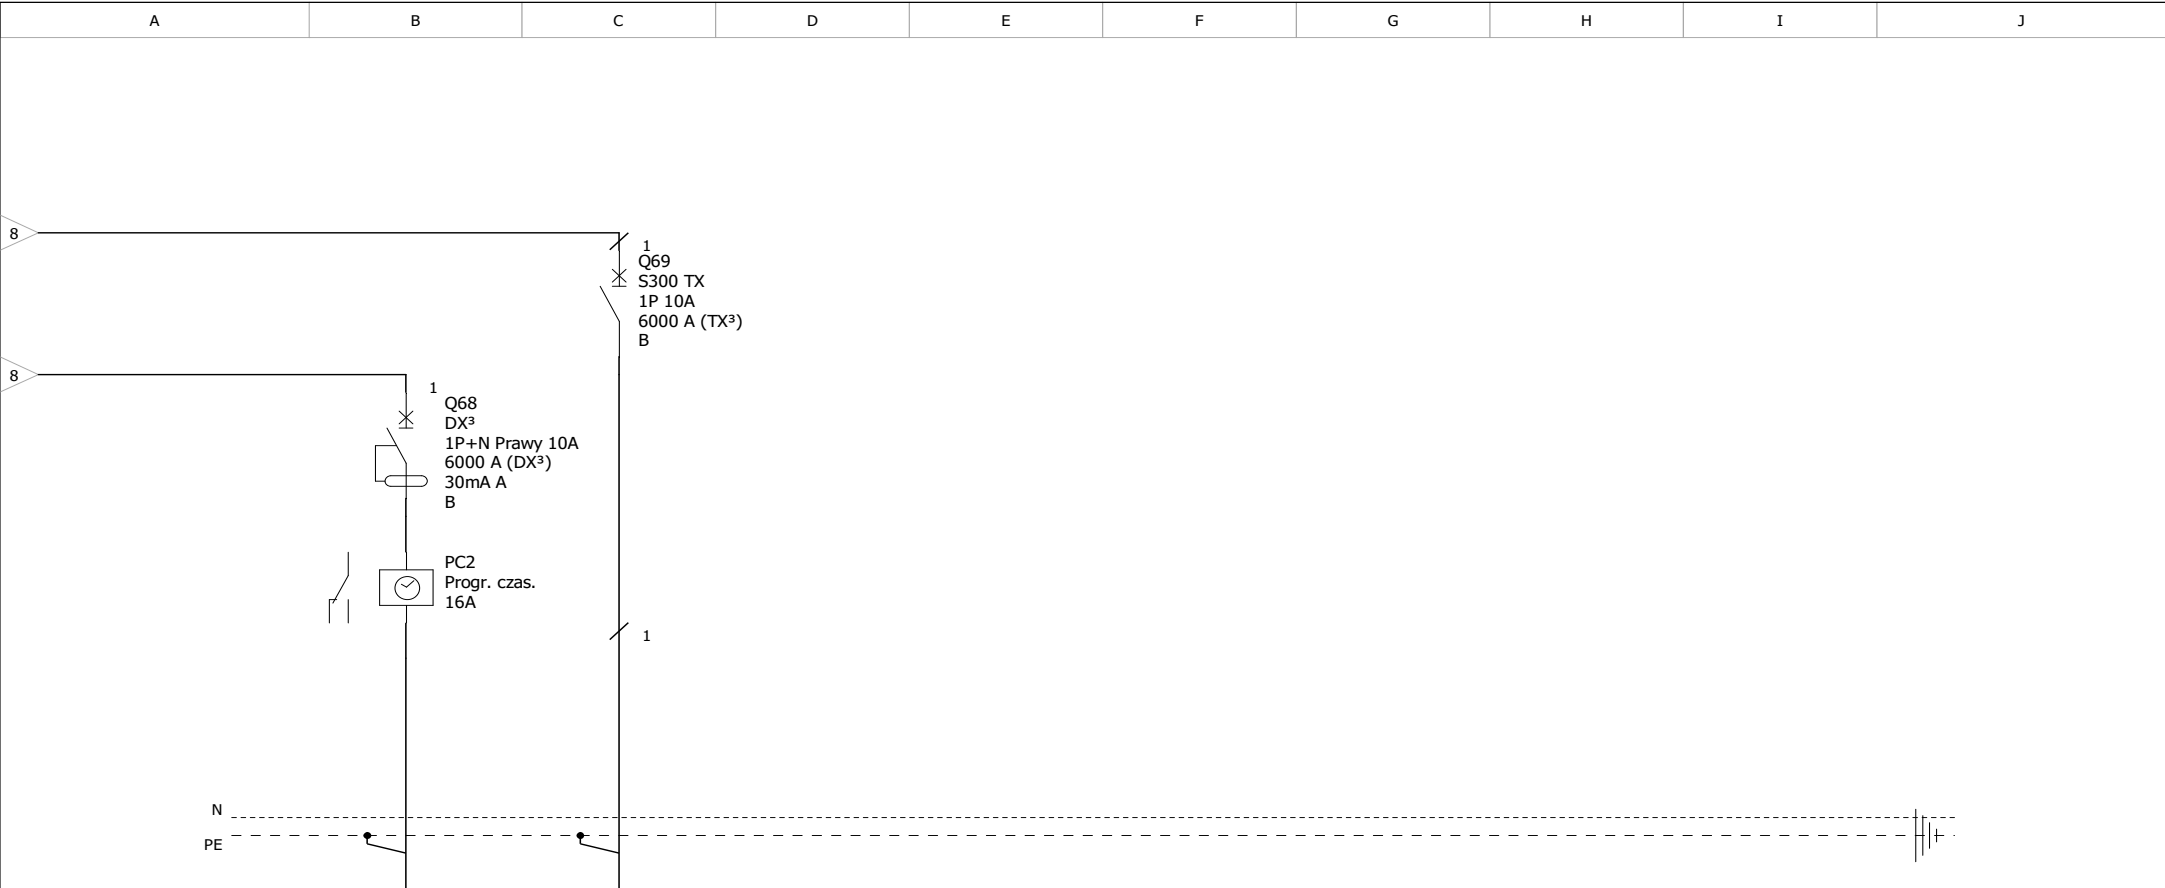 A B C D E F G H I J
8
1
Q69
S300 TX
1P 10A
6000 A (TX³)
B
8
1
Q68
DX³
1P+N Prawy 10A
6000 A (DX³)
30mA A
B
PC2
Progr. czas.
16A
1
N
PE